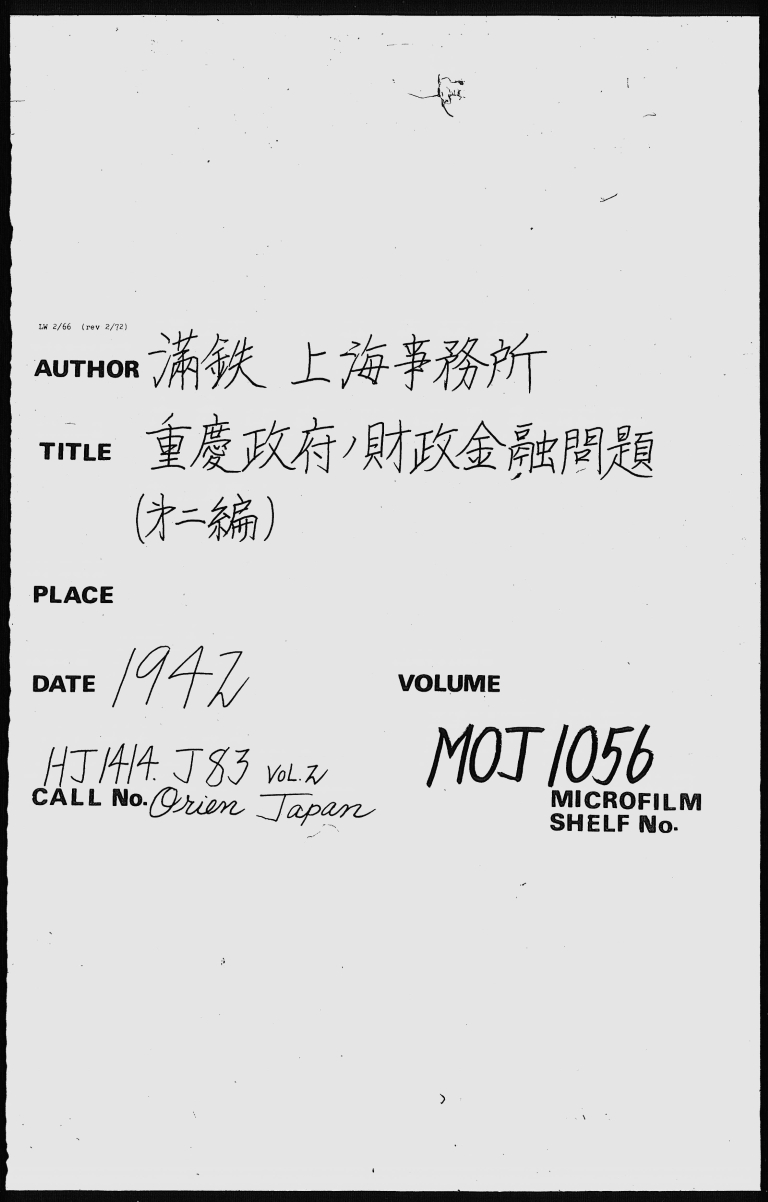 LW 2/66 (rev 2/72)
AUTHOR 満鉄 上海事務所
TITLE 重慶政府ノ財政金融問題
(才二編)
PLACE
DATE 1942
VOLUME
HJ1414. J83 VOL. 2
CALL No. Orien Japan
MOJ 1056
MICROFILM
SHELF No.